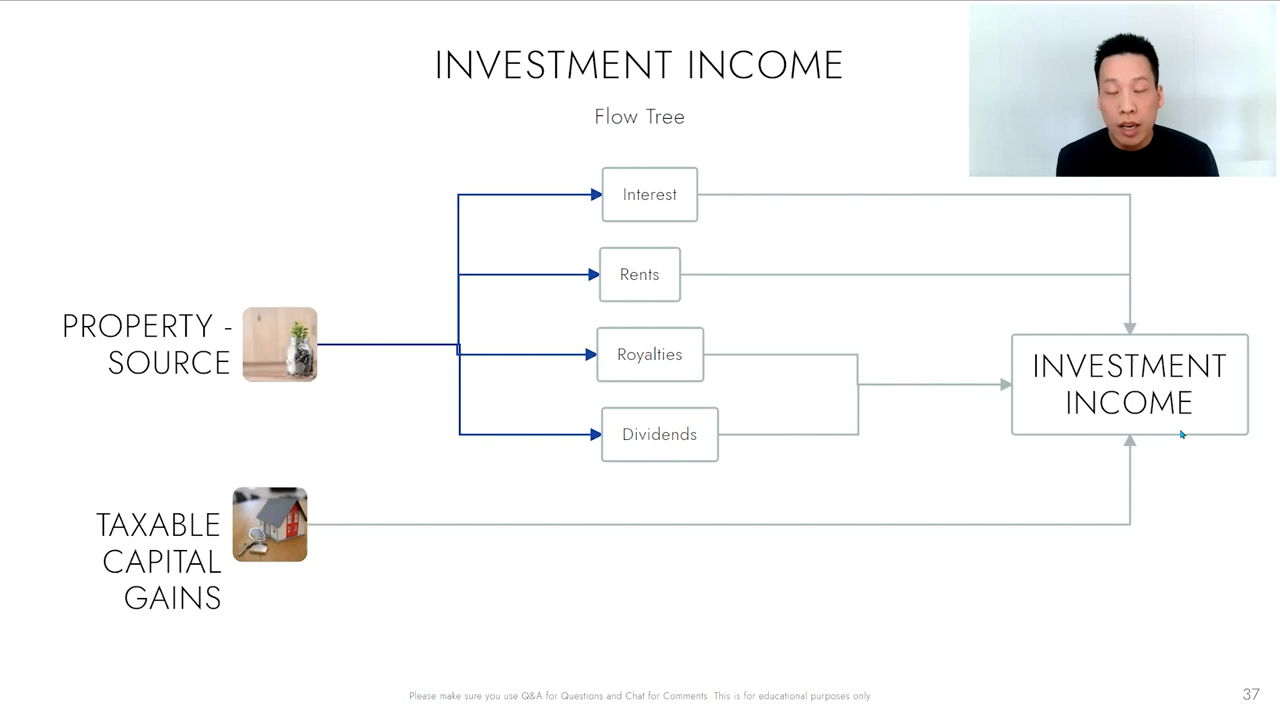 INVESTMENT INCOME
Flow Tree
Interest
Rents
PROPERTY -
SOURCE
Royalties
Dividends
INVESTMENT
INCOME
TAXABLE
CAPITAL
GAINS
Please make sure you use Q&A for Questions and Chat for Comments. This is for educational purposes only
37